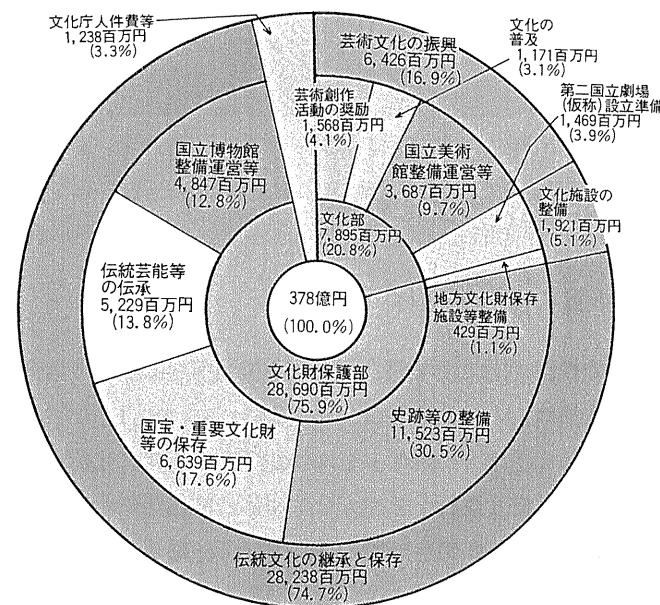 文化庁人件費等
1,238百万円
(3.3%)
芸術文化の振興
6,426百万円
(16.9%)
文化の
普及
1,171百万円
(3.1%)
第二国立劇場
(仮称)設立準備
1,469百万円
(3.9%)
芸術創作
活動の奨励
1,568百万円
(4.1%)
国立博物館
整備運営等
4,847百万円
(12.8%)
国立美術
館整備運営等
3,687百万円
(9.7%)
文化施設の
整備
1,921百万円
(5.1%)
文化部
7,895百万円
(20.8%)
伝統芸能等
の伝承
5,229百万円
(13.8%)
378億円
(100.0%)
地方文化財保存
施設等整備
429百万円
(1.1%)
文化財保護部
28,690百万円
(75.9%)
国宝・重要文化財
等の保存
6,639百万円
(17.6%)
史跡等の整備
11,523百万円
(30.5%)
伝統文化の継承と保存
28,238百万円
(74.7%)